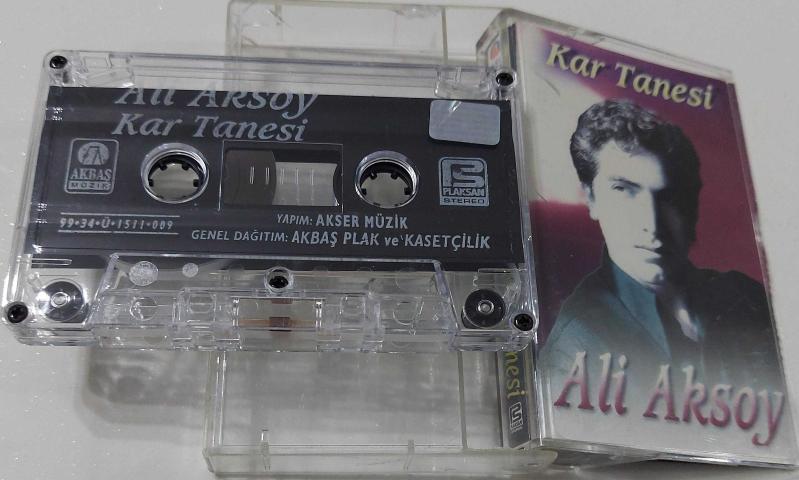 Ali Aksoy
Kar Tanesi
AKBAŞ
MÜZİK
PLAKSAN
STEREO
99•34•Ü•1511•009
YAPIM: AKSER MÜZİK
GENEL DAĞITIM: AKBAŞ PLAK ve KASETÇİLİK
Kar Tanesi
Ali Aksoy
nesi